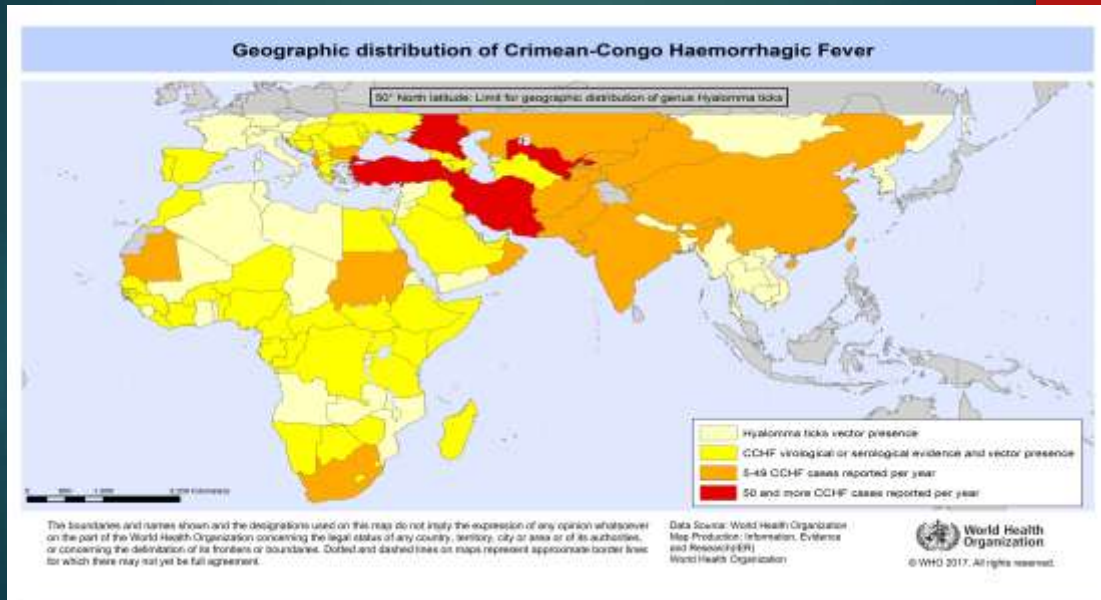 Geographic distribution of Crimean-Congo Haemorrhagic Fever
50° North latitude: Limit for geographic distribution of genus Hyalomma ticks
Hyalomma ticks vector presence
CCHF virological or serological evidence and vector presence
5-49 CCHF cases reported per year
50 and more CCHF cases reported per year
The boundaries and names shown and the designations used on this map do not imply the expression of any opinion whatsoever
on the part of the World Health Organization concerning the legal status of any country, territory, city or area or of its authorities,
or concerning the delimitation of its frontiers or boundaries. Dotted and dashed lines on maps represent approximate border lines
for which there may not yet be full agreement.
Data Source: World Health Organization
Map Production: Information, Evidence
and Research(IER)
World Health Organization
World Health
Organization
© WHO 2017. All rights reserved.